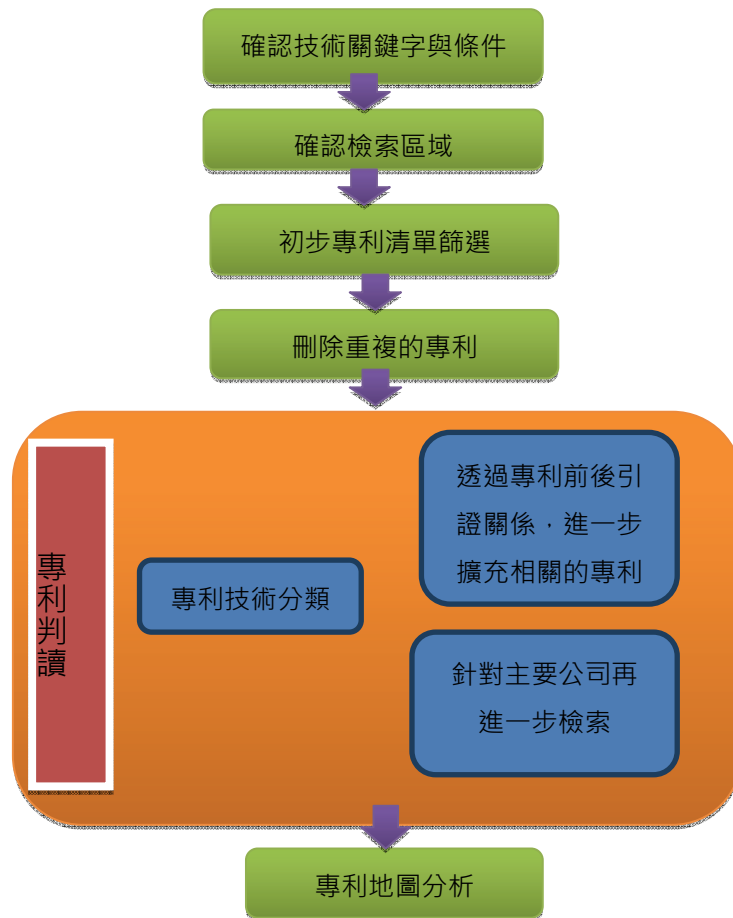 確認技術關鍵字與條件
確認檢索區域
初步專利清單篩選
刪除重複的專利
專利判讀
專利技術分類
透過專利前後引
證關係，進一步
擴充相關的專利
針對主要公司再
進一步檢索
專利地圖分析